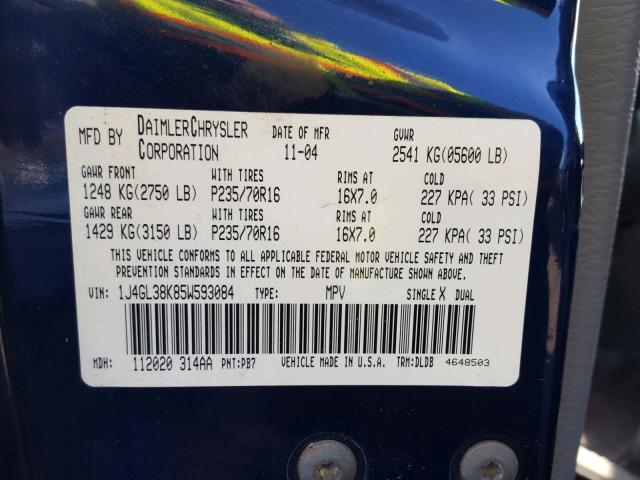 MFD BY DAIMLERCHRYSLER CORPORATION DATE OF MFR 11-04 GVWR 2541 KG(05600 LB)
GAWR FRONT WITH TIRES RIMS AT COLD
1248 KG(2750 LB) P235/70R16 16X7.0 227 KPA( 33 PSI)
GAWR REAR WITH TIRES RIMS AT COLD
1429 KG(3150 LB) P235/70R16 16X7.0 227 KPA( 33 PSI)
THIS VEHICLE CONFORMS TO ALL APPLICABLE FEDERAL MOTOR VEHICLE SAFETY AND THEFT
PREVENTION STANDARDS IN EFFECT ON THE DATE OF MANUFACTURE SHOWN ABOVE.
VIN: 1J4GL38K85W593084 TYPE: MPV SINGLE X DUAL
MDH: 112020 314AA PNT:PB7 VEHICLE MADE IN U.S.A. TRM:DLDB 4648503